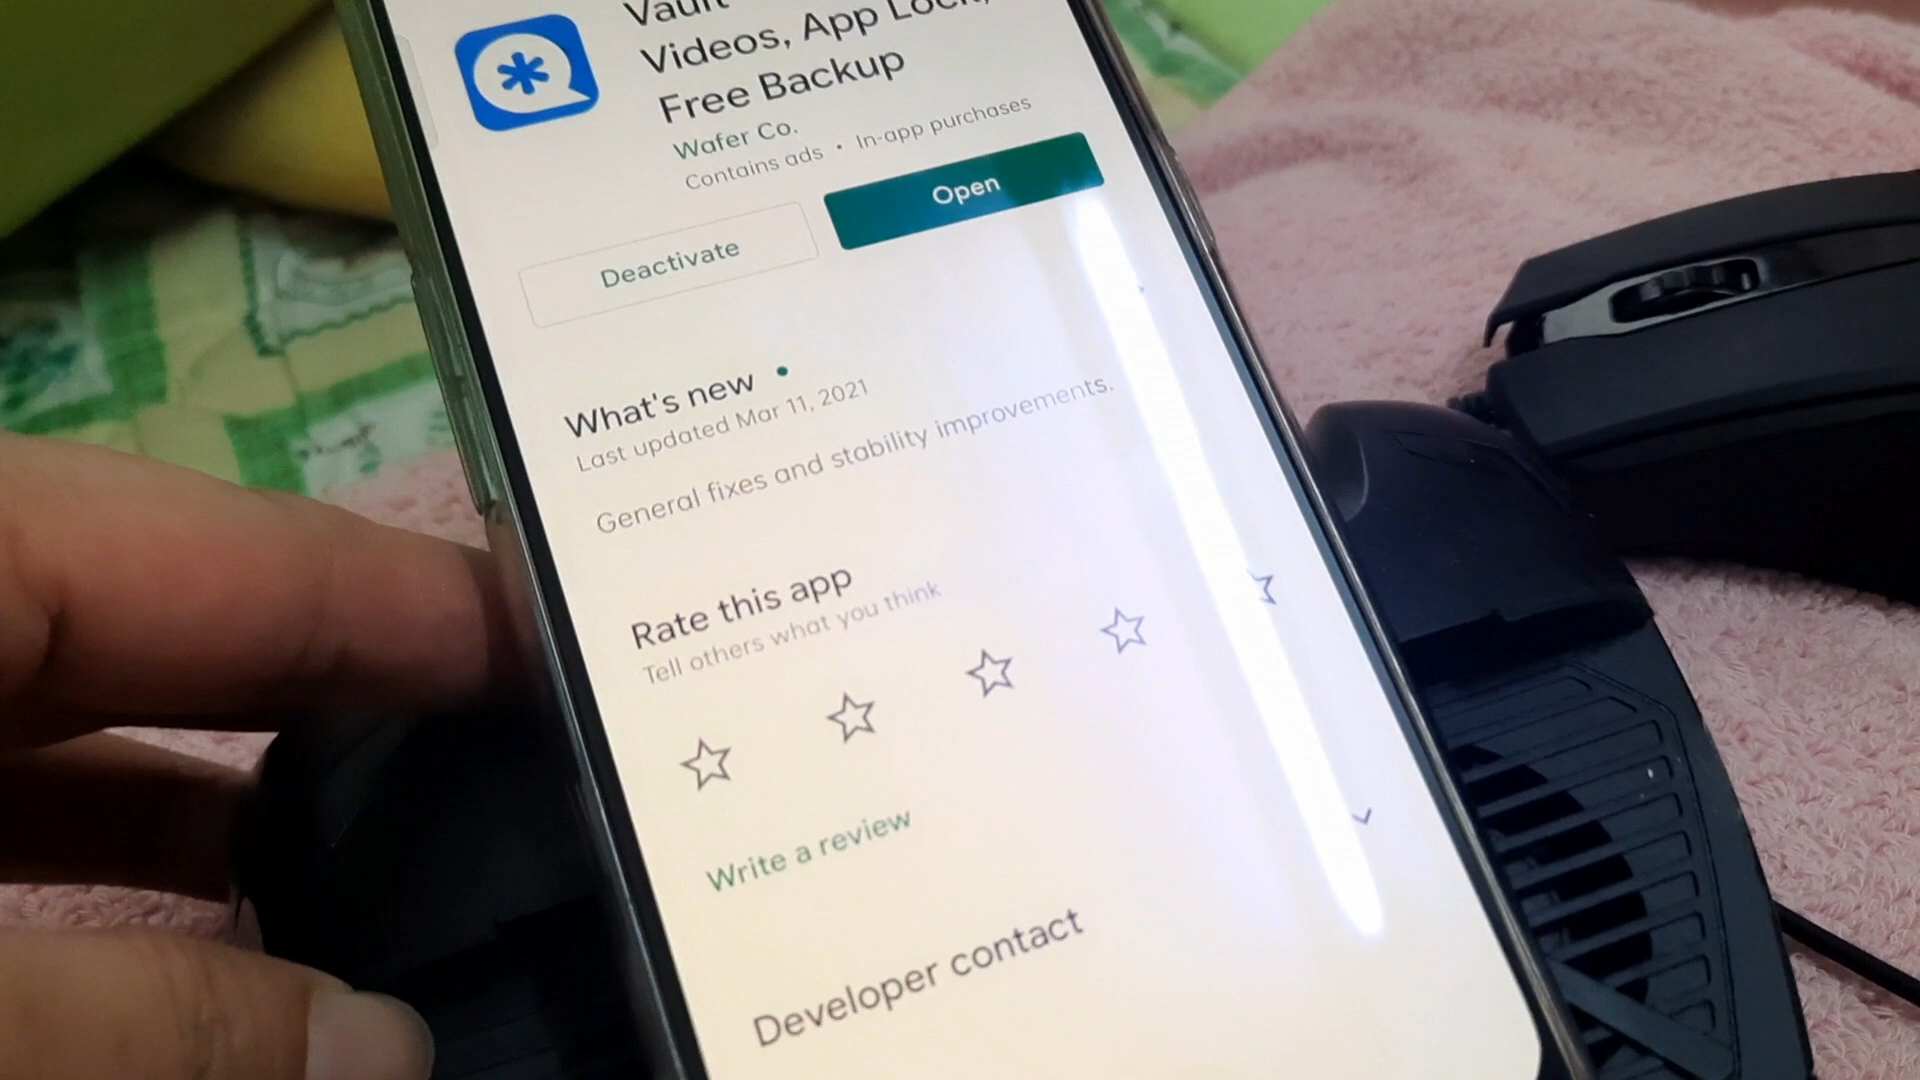 Vault
Videos, App Lock,
Free Backup
Wafer Co.
Contains ads • In-app purchases
Deactivate
Open
What's new •
Last updated Mar 11, 2021
General fixes and stability improvements.
Rate this app
Tell others what you think
Write a review
Developer contact